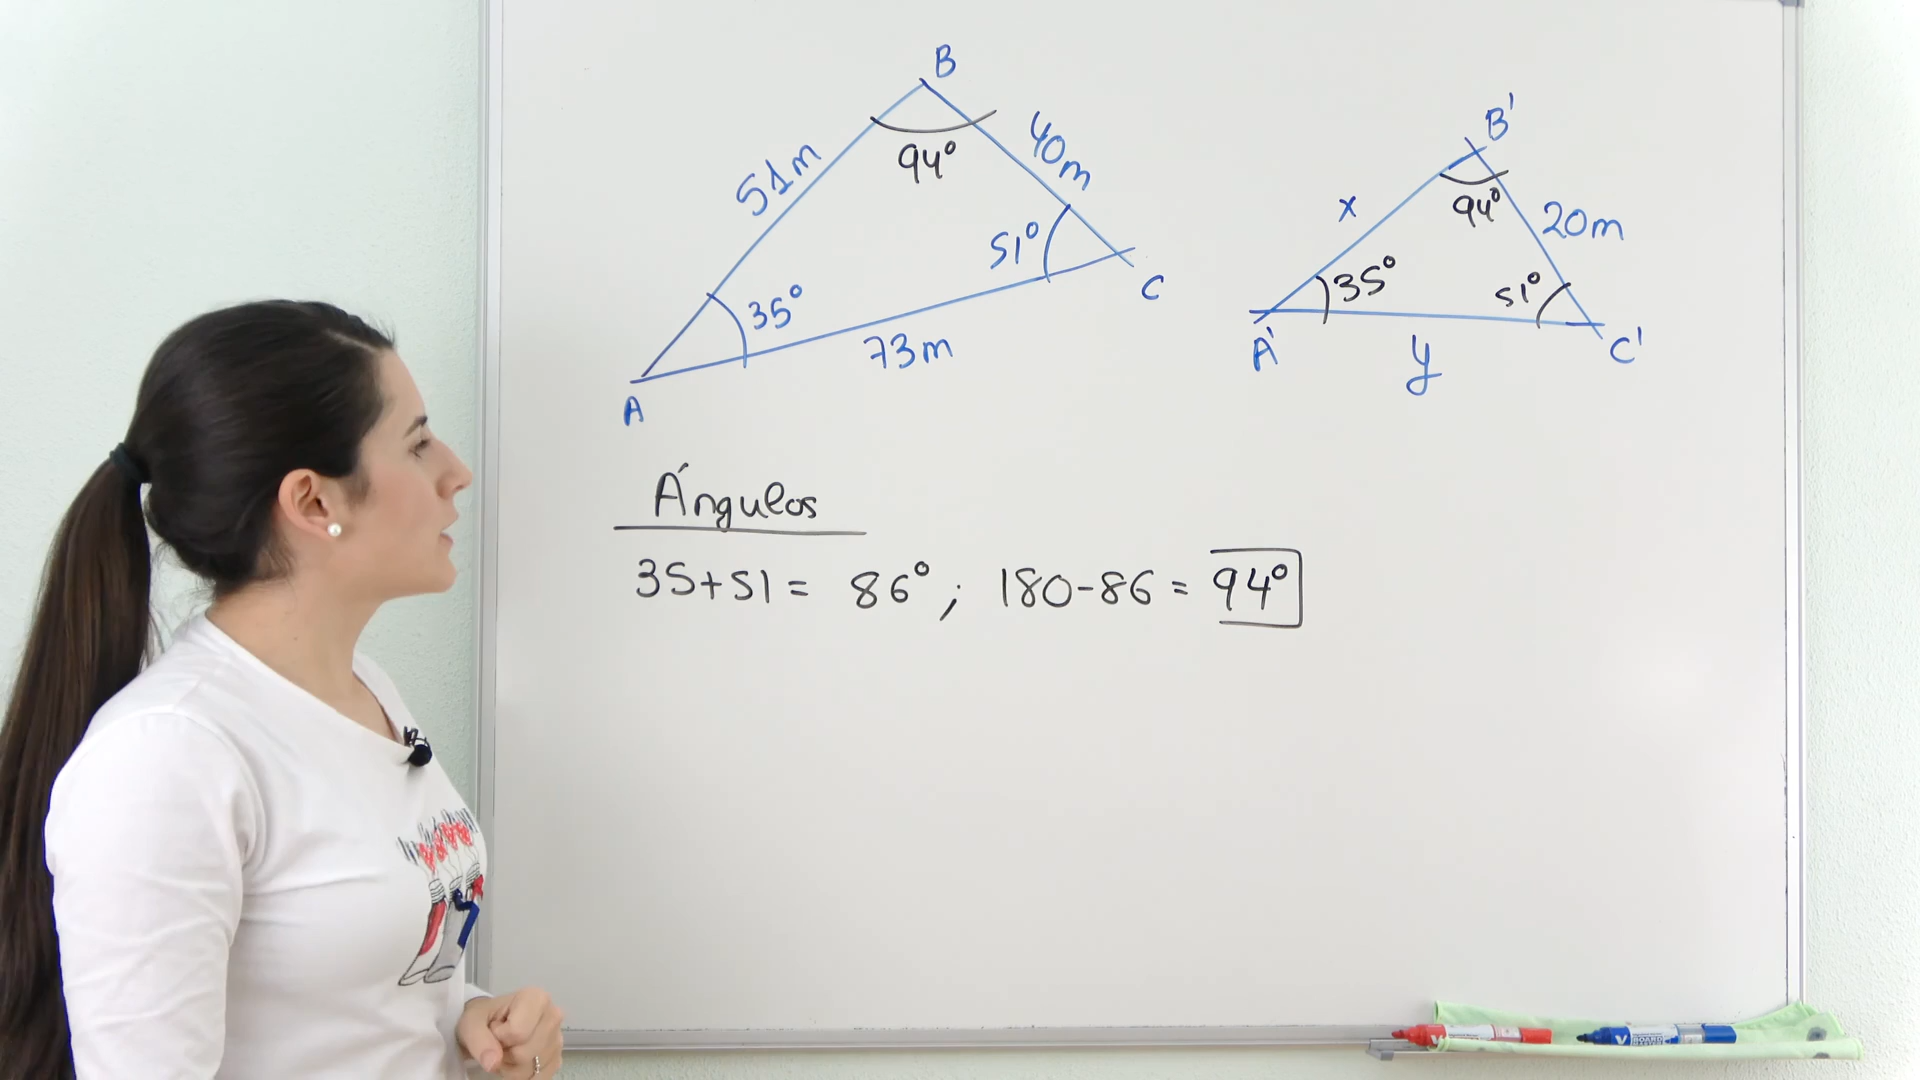 B
51m
94°
40m
51°
35°
73m
A
C
B'
x
94°
20m
35°
51°
A'
y
C'
Ángulos
35+51= 86° ; 180-86 = 94°